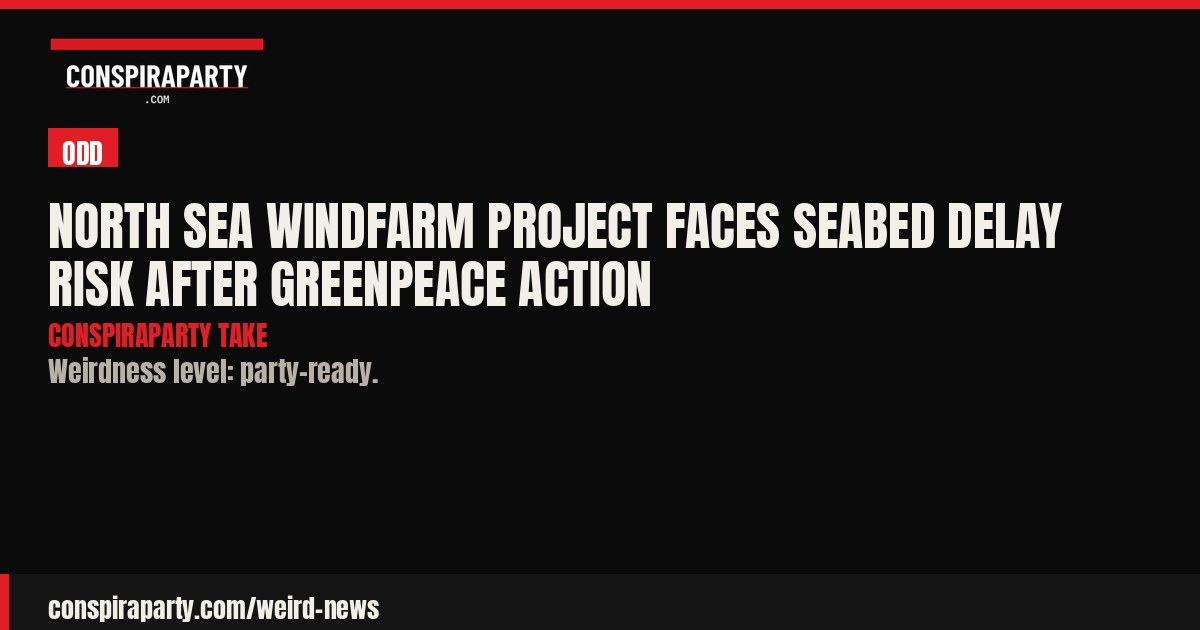 CONSPIRAPARTY
.COM
ODD
NORTH SEA WINDFARM PROJECT FACES SEABED DELAY
RISK AFTER GREENPEACE ACTION
CONSPIRAPARTY TAKE
Weirdness level: party-ready.
conspiraparty.com/weird-news